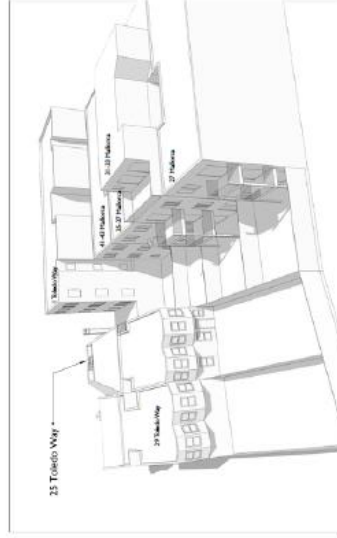 25 Toledo Way
1 Toledo Way
41-43 Mallorca
35-37 Mallorca
31-33 Mallorca
27 Mallorca
29 Toledo Way